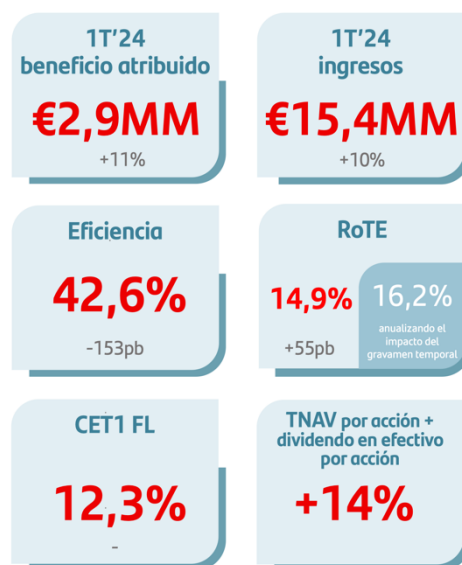 1T'24
beneficio atribuido
€2,9MM
+11%
1T'24
ingresos
€15,4MM
+10%
Eficiencia
42,6%
-153pb
RoTE
14,9%
+55pb
16,2%
anualizando el
impacto del
gravamen temporal
CET1 FL
12,3%
-
TNAV por acción +
dividendo en efectivo
por acción
+14%